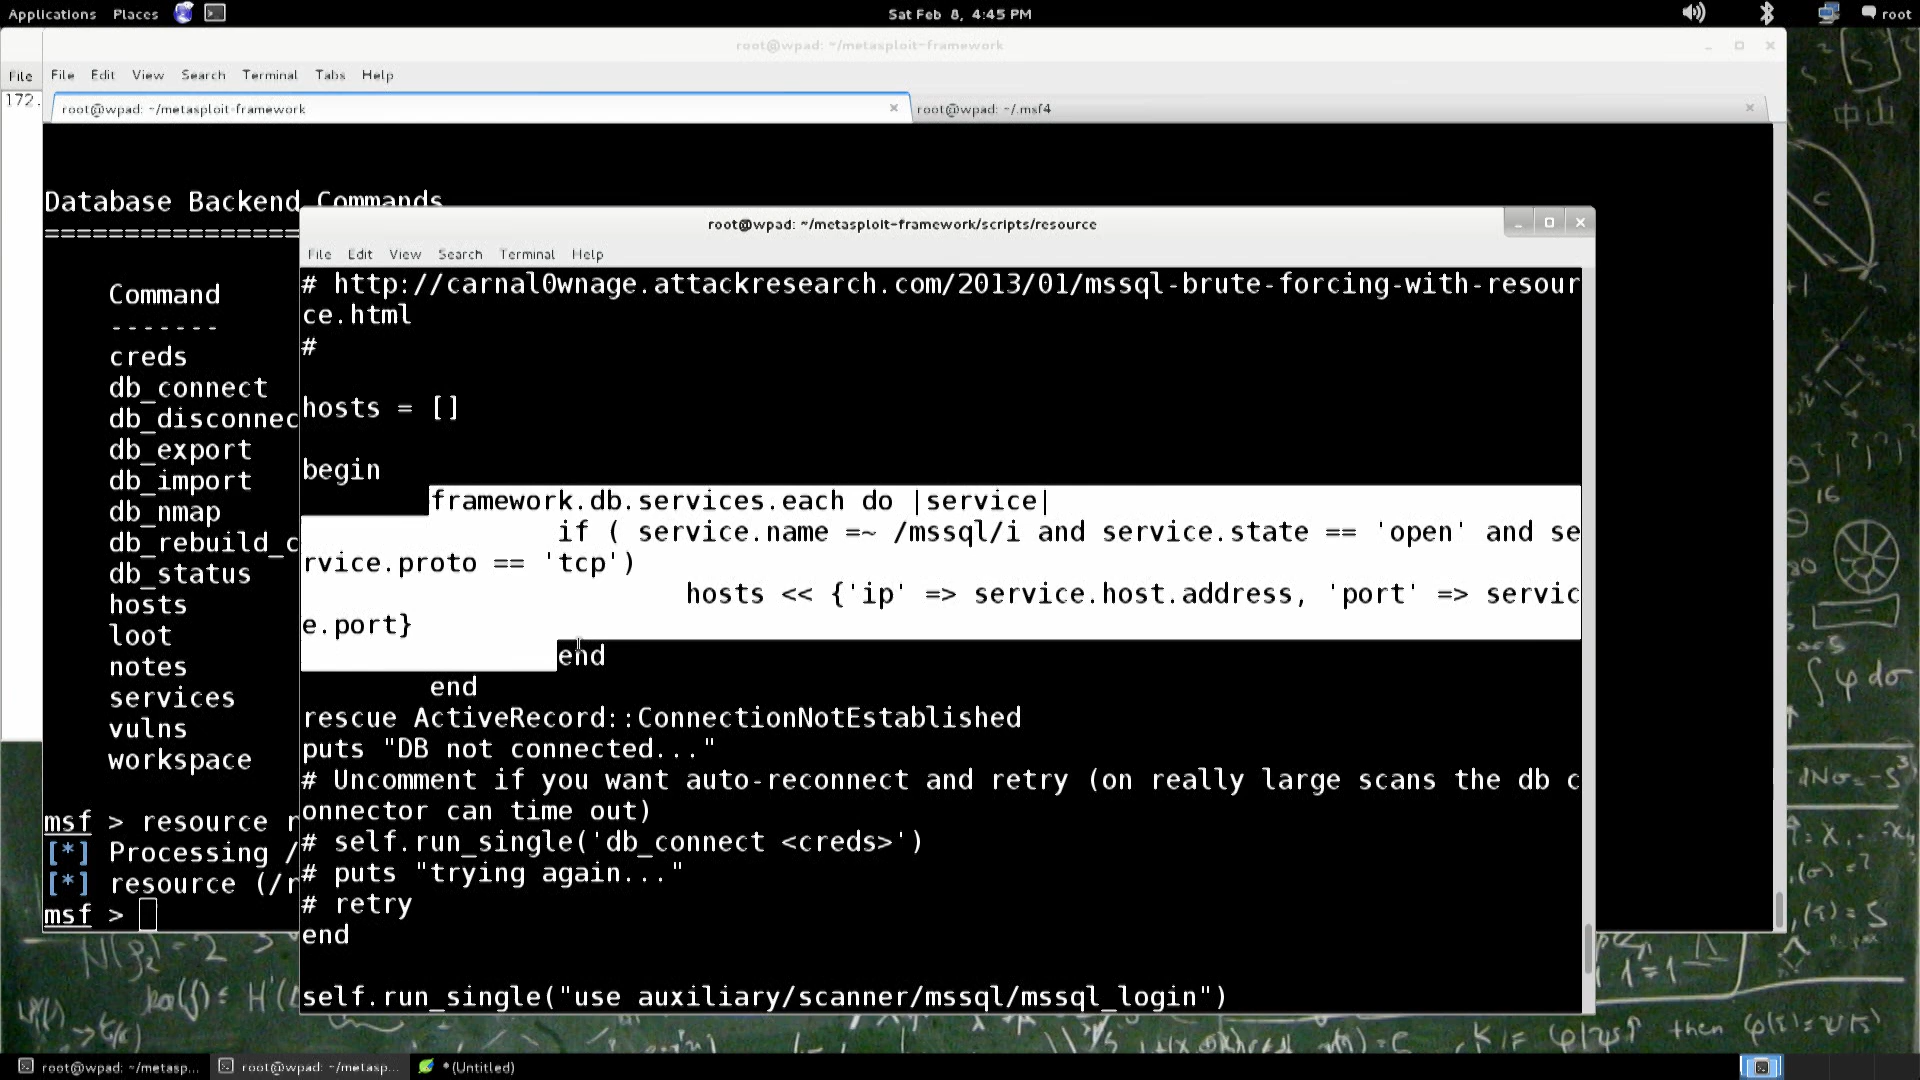 Applications Places Sat Feb 8, 4:45 PM root
root@wpad: ~/metasploit-framework
File
File Edit View Search Terminal Tabs Help
172.
root@wpad: ~/metasploit-framework
root@wpad: ~/.msf4
Database Backend Commands
==================
Command
-------
creds
db_connect
db_disconnec
db_export
db_import
db_nmap
db_rebuild_c
db_status
hosts
loot
notes
services
vulns
workspace
msf > resource r
[*] Processing /
[*] resource (/r
msf >
root@wpad: ~/metasploit-framework/scripts/resource
File Edit View Search Terminal Help
# http://carnal0wnage.attackresearch.com/2013/01/mssql-brute-forcing-with-resour
ce.html
#
hosts = []
begin
framework.db.services.each do |service|
if ( service.name =~ /mssql/i and service.state == 'open' and se
rvice.proto == 'tcp')
hosts << {'ip' => service.host.address, 'port' => servic
e.port}
end
end
rescue ActiveRecord::ConnectionNotEstablished
puts "DB not connected..."
# Uncomment if you want auto-reconnect and retry (on really large scans the db c
onnector can time out)
# self.run_single('db_connect <creds>')
# puts "trying again..."
# retry
end
self.run_single("use auxiliary/scanner/mssql/mssql_login")
中山
16
then
root@wpad: ~/metasp...
root@wpad: ~/metasp...
*(Untitled)